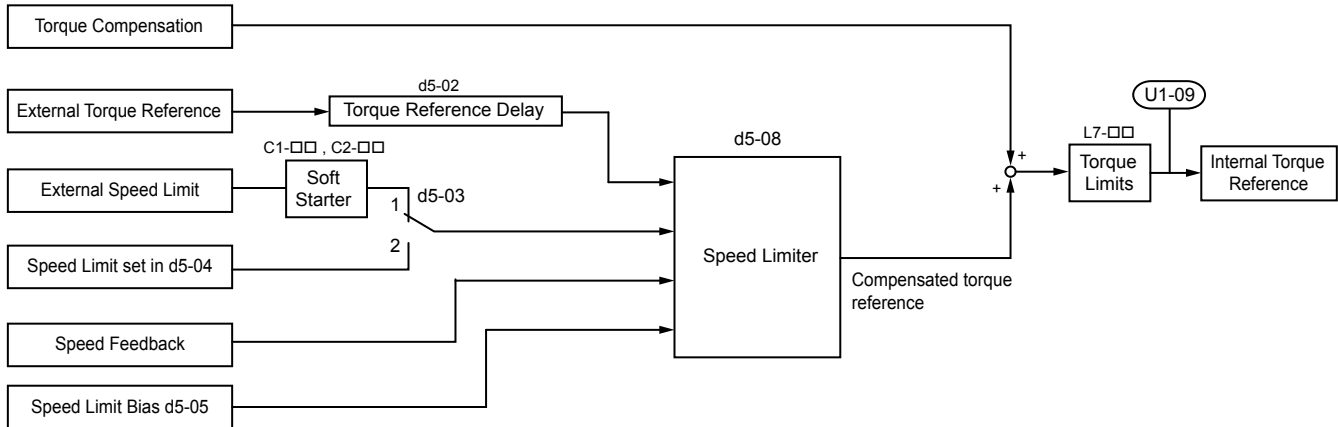 Torque Compensation
d5-02
External Torque Reference
Torque Reference Delay
U1-09
C1-□□ , C2-□□
d5-08
L7-□□
External Speed Limit
Soft
Starter
1
d5-03
+
+
Torque
Limits
Internal Torque
Reference
2
Speed Limit set in d5-04
Speed Limiter
Compensated torque
reference
Speed Feedback
Speed Limit Bias d5-05